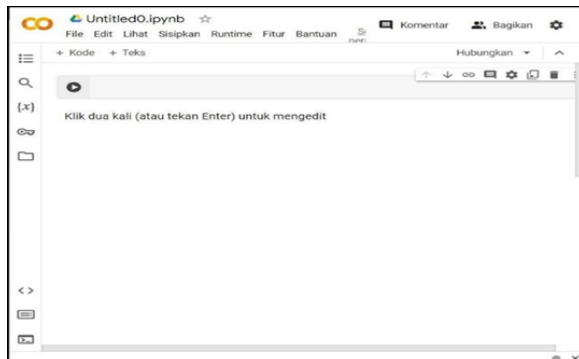 Untitled0.ipynb
File Edit Lihat Sisipkan Runtime Fitur Bantuan
Komentar
Bagikan
+ Kode + Teks
Hubungkan
{x}
Klik dua kali (atau tekan Enter) untuk mengedit